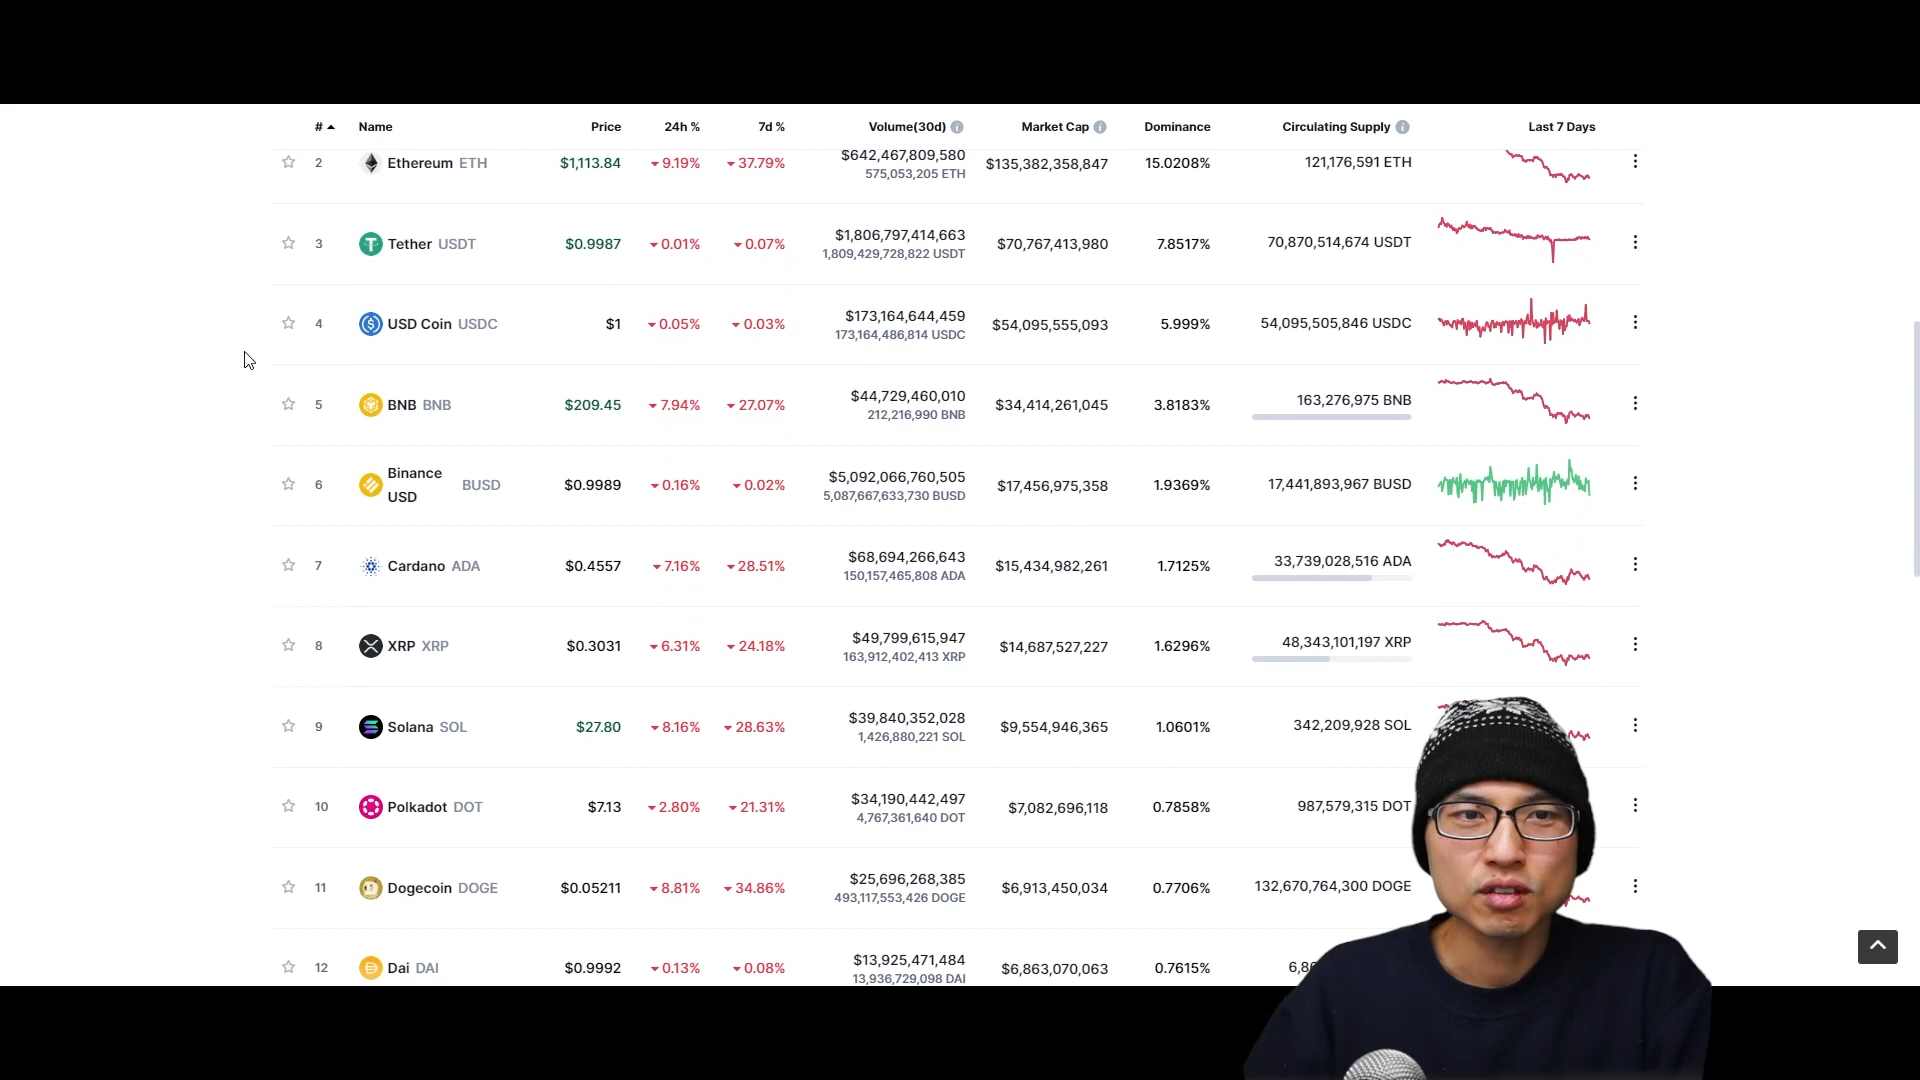 # Name Price 24h % 7d % Volume(30d) Market Cap Dominance Circulating Supply Last 7 Days
2 Ethereum ETH $1,113.84 9.19% 37.79% $642,467,809,580 $135,382,358,847 15.0208% 121,176,591 ETH
575,053,205 ETH
3 Tether USDT $0.9987 0.01% 0.07% $1,806,797,414,663 $70,767,413,980 7.8517% 70,870,514,674 USDT
1,809,429,728,822 USDT
4 USD Coin USDC $1 0.05% 0.03% $173,164,644,459 $54,095,555,093 5.999% 54,095,505,846 USDC
173,164,486,814 USDC
5 BNB BNB $209.45 7.94% 27.07% $44,729,460,010 $34,414,261,045 3.8183% 163,276,975 BNB
212,216,990 BNB
6 Binance USD BUSD $0.9989 0.16% 0.02% $5,092,066,760,505 $17,456,975,358 1.9369% 17,441,893,967 BUSD
5,087,667,633,730 BUSD
7 Cardano ADA $0.4557 7.16% 28.51% $68,694,266,643 $15,434,982,261 1.7125% 33,739,028,516 ADA
150,157,465,808 ADA
8 XRP XRP $0.3031 6.31% 24.18% $49,799,615,947 $14,687,527,227 1.6296% 48,343,101,197 XRP
163,912,402,413 XRP
9 Solana SOL $27.80 8.16% 28.63% $39,840,352,028 $9,554,946,365 1.0601% 342,209,928 SOL
1,426,880,221 SOL
10 Polkadot DOT $7.13 2.80% 21.31% $34,190,442,497 $7,082,696,118 0.7858% 987,579,315 DOT
4,767,361,640 DOT
11 Dogecoin DOGE $0.05211 8.81% 34.86% $25,696,268,385 $6,913,450,034 0.7706% 132,670,764,300 DOGE
493,117,553,426 DOGE
12 Dai DAI $0.9992 0.13% 0.08% $13,925,471,484 $6,863,070,063 0.7615%
13,936,729,098 DAI